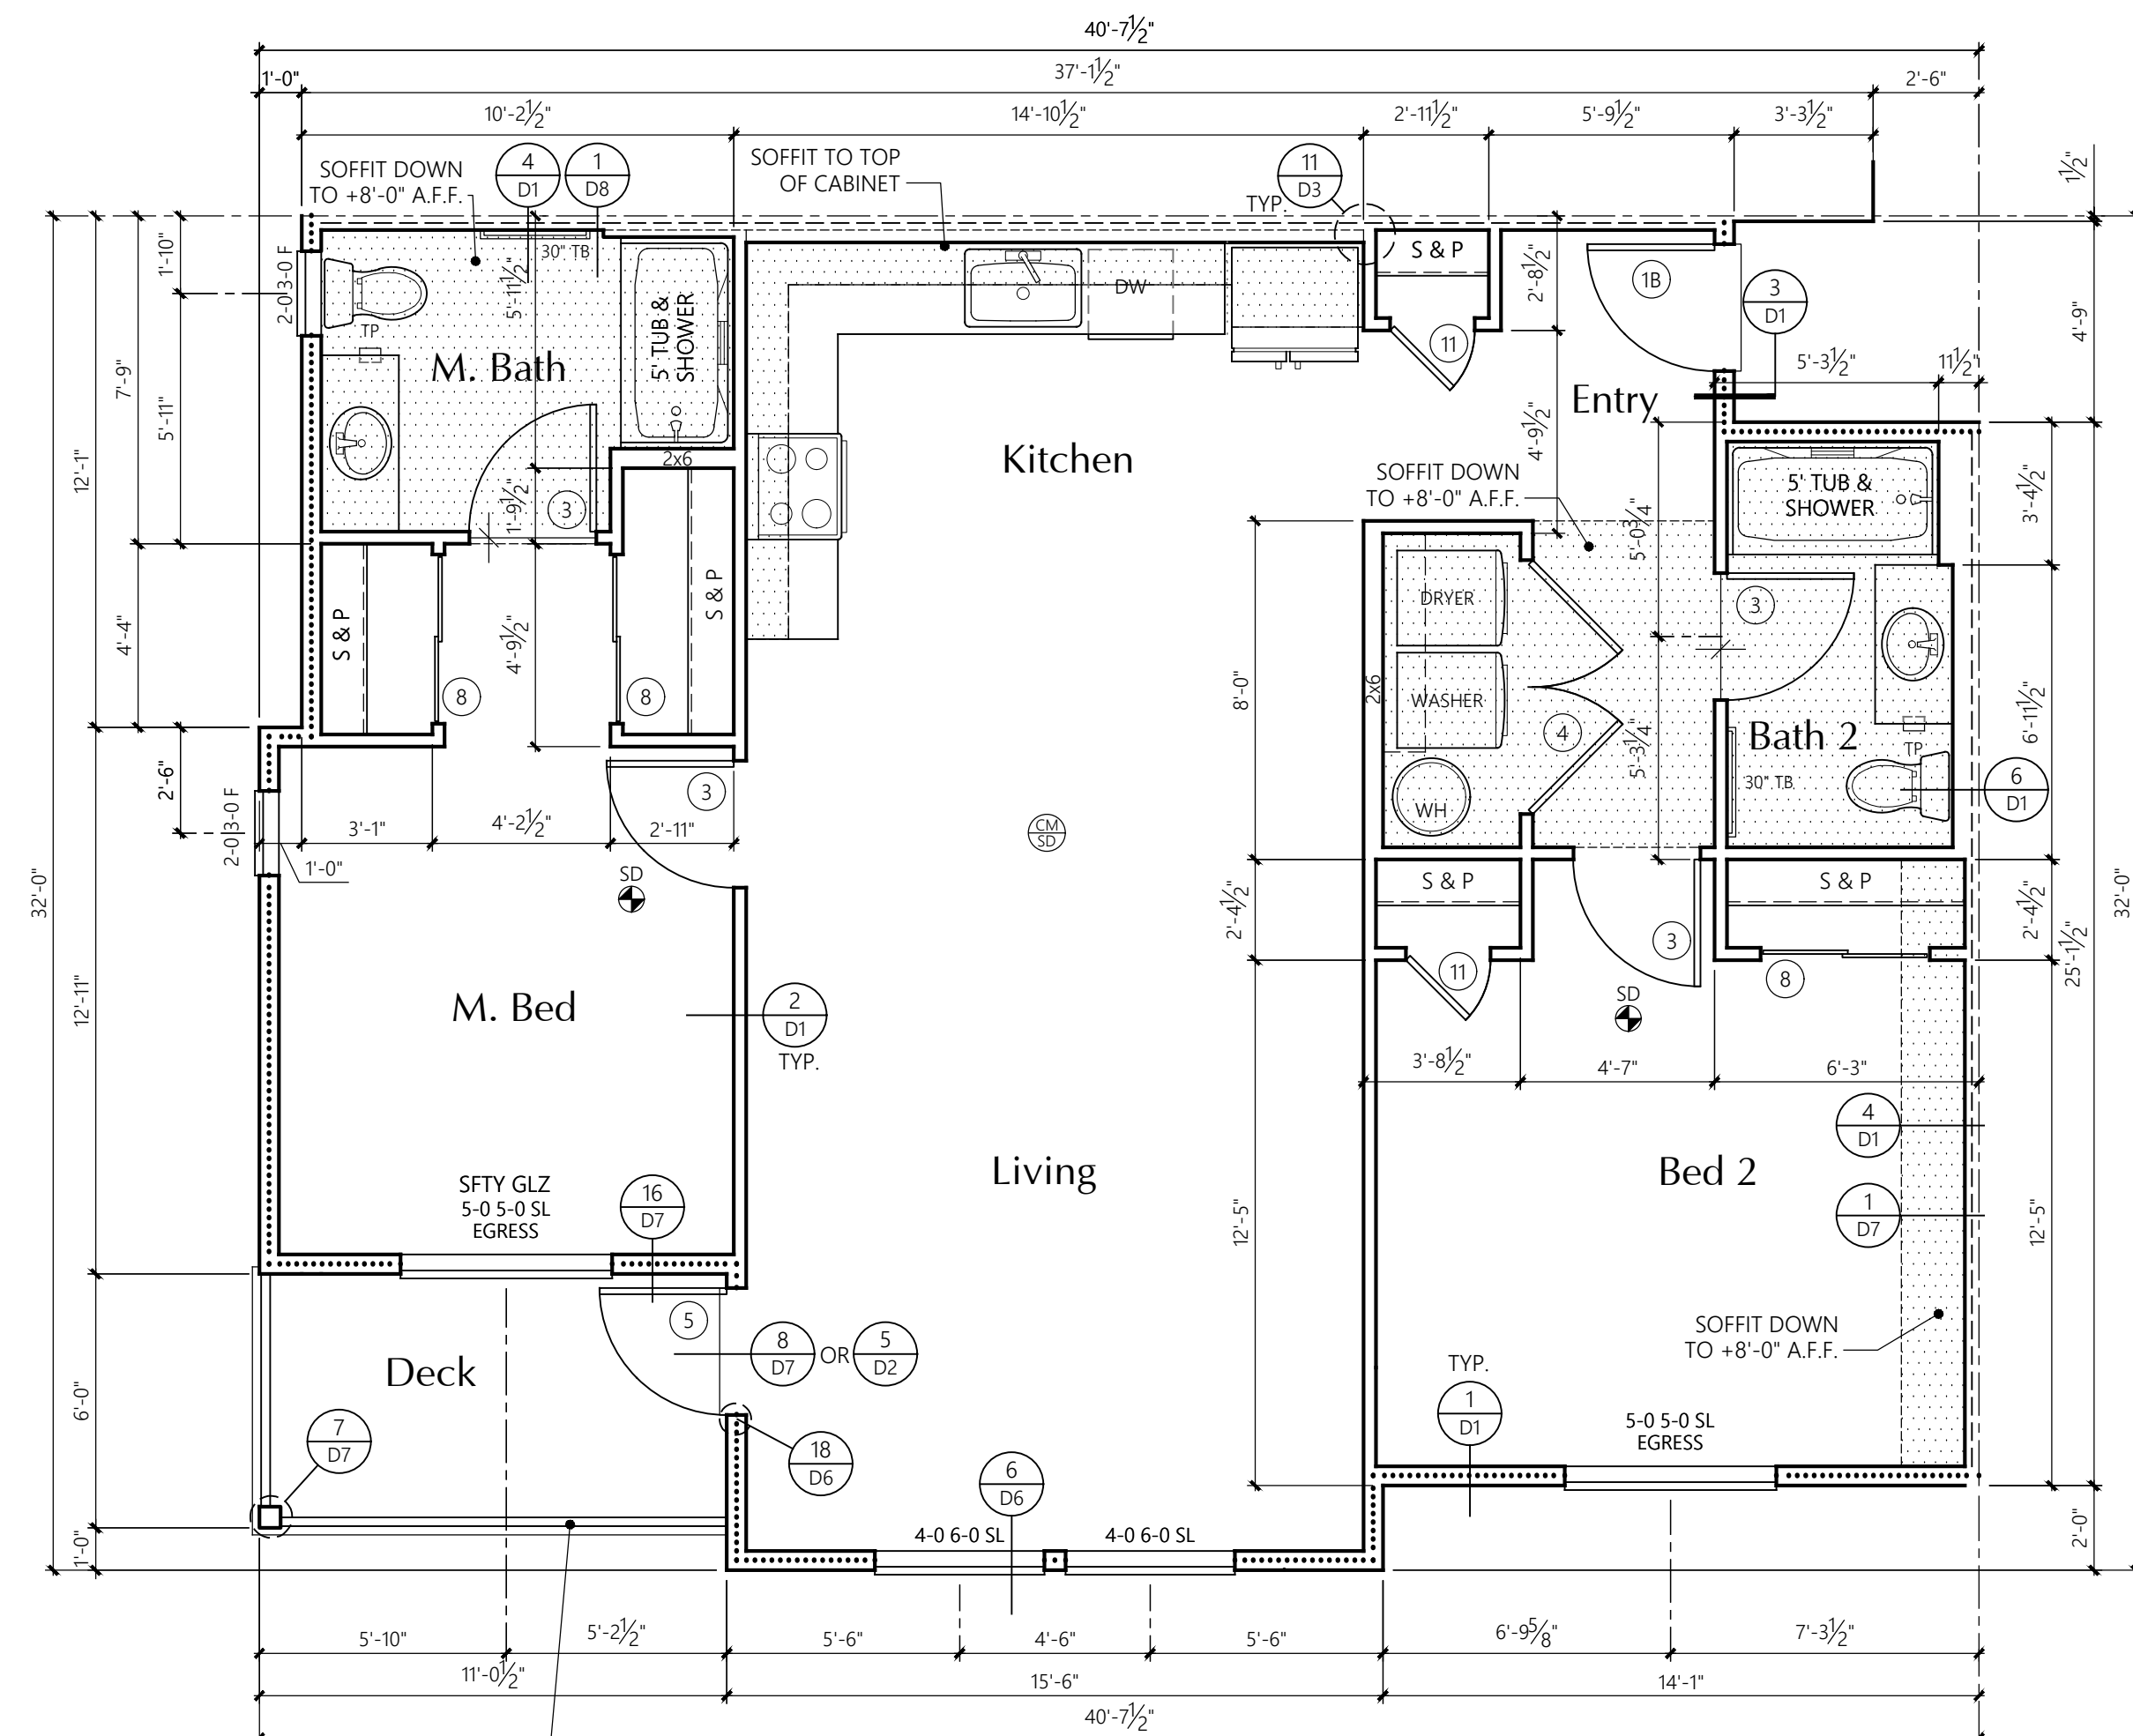 40'-7½"
1'-0"
37'-1½"
2'-6"
10'-2½"
14'-10½"
2'-11½"
5'-9½"
3'-3½"
SOFFIT DOWN
TO +8'-0" A.F.F.
4
D1
1
D8
SOFFIT TO TOP
OF CABINET
11
D3
TYP.
1½"
1'-10"
2-0 3-0 F
30" TB
5'-11½"
5' TUB &
SHOWER
DW
S & P
2'-8½"
1B
3
D1
4'-9"
TP
M. Bath
11
5'-3½"
11½"
7'-9"
5'-11"
12'-1"
Entry
Kitchen
2x6
4'-9½"
SOFFIT DOWN
TO +8'-0" A.F.F.
5' TUB &
SHOWER
3'-4½"
3
1'-9½"
5'-0¾"
4'-4"
S & P
S & P
4'-9½"
8
8
DRYER
3
8'-0"
2x6
WASHER
4
5'-3¼"
Bath 2
TP
6'-11½"
2'-6"
2-0 3-0 F
3
30" TB
6
D1
WH
3'-1"
4'-2½"
2'-11"
CM
SD
1'-0"
SD
32'-0"
S & P
S & P
2'-4½"
2'-4½"
32'-0"
3
11
8
25'-1½"
12'-11"
M. Bed
2
D1
TYP.
SD
3'-8½"
4'-7"
6'-3"
4
D1
Living
Bed 2
SFTY GLZ
5-0 5-0 SL
EGRESS
16
D7
1
D7
12'-5"
12'-5"
5
8
D7
OR
5
D2
SOFFIT DOWN
TO +8'-0" A.F.F.
Deck
6'-0"
TYP.
1
D1
7
D7
18
D6
5-0 5-0 SL
EGRESS
6
D6
4-0 6-0 SL
4-0 6-0 SL
1'-0"
2'-0"
5'-10"
5'-2½"
5'-6"
4'-6"
5'-6"
6'-9⅝"
7'-3½"
11'-0½"
15'-6"
14'-1"
40'-7½"